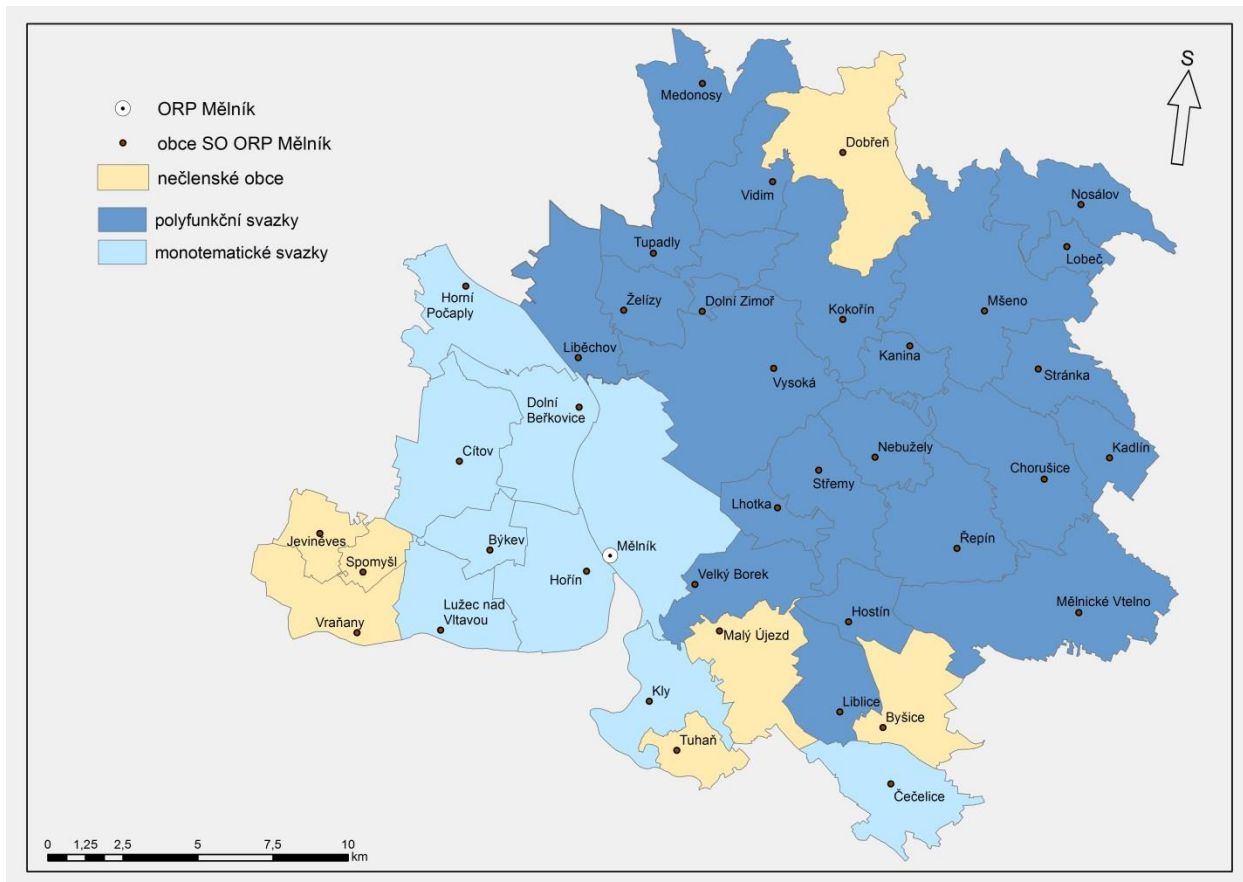 S
ORP Mělník
obce SO ORP Mělník
nečlenské obce
polyfunkční svazky
monotematické svazky
Medonosy
Dobřeň
Vidim
Nosálov
Lobeč
Tupadly
Horní
Počaply
Želízy
Dolní Zimoř
Kokořín
Mšeno
Liběchov
Kanina
Vysoká
Stránka
Dolní
Beřkovice
Cítov
Nebužely
Střemy
Chorušice
Kadlín
Lhotka
Jeviněves
Spomyšl
Býkev
Mělník
Hořín
Řepín
Velký Borek
Vraňany
Lužec nad
Vltavou
Hostín
Mělnické Vtelno
Malý Újezd
Kly
Liblice
Byšice
Tuhaň
Čečelice
0 1,25 2,5 5 7,5 10
km